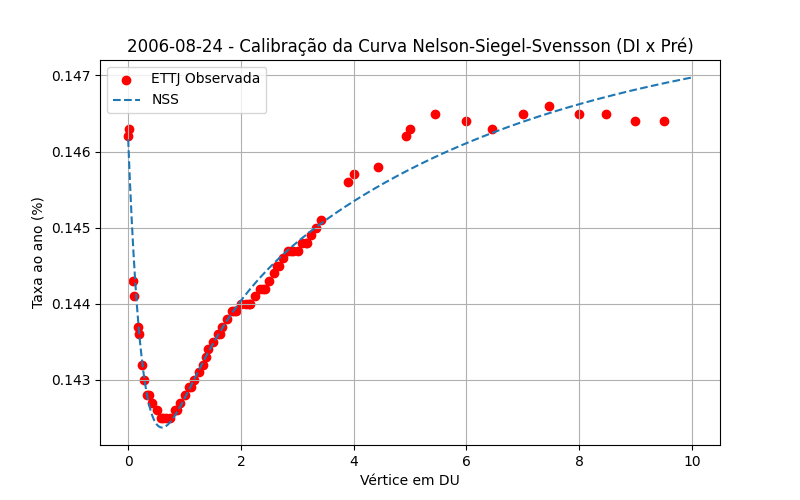 2006-08-24 - Calibração da Curva Nelson-Siegel-Svensson (DI x Pré)
ETTJ Observada
NSS
Taxa ao ano (%)
0.147
0.146
0.145
0.144
0.143
0 2 4 6 8 10
Vértice em DU